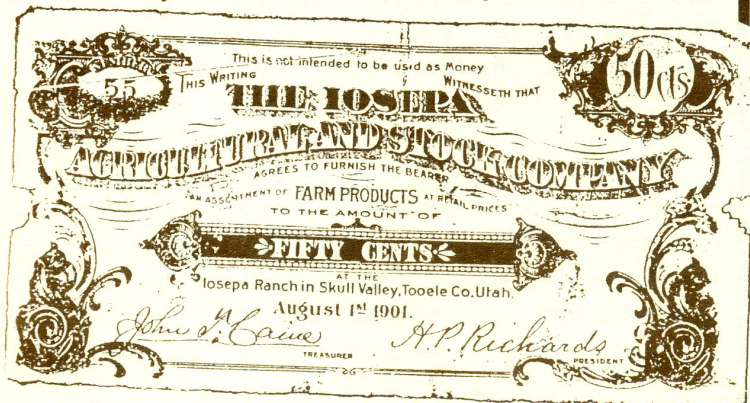 This is not intended to be used as Money
55 THIS WRITING WITNESSETH THAT 50 cts
THE IOSEPA
AGRICULTURAL AND STOCK COMPANY
AGREES TO FURNISH THE BEARER
AN ASSORTMENT OF FARM PRODUCTS AT RETAIL PRICES
TO THE AMOUNT OF
FIFTY CENTS
AT THE
Iosepa Ranch in Skull Valley, Tooele Co. Utah.
August 1st 1901.
John T. Caine H. P. Richards
TREASURER PRESIDENT